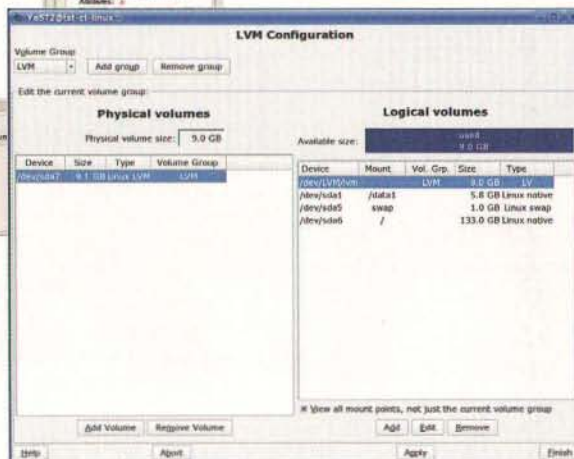 YaST2@tst-ct-linux
LVM Configuration
Volume Group
LVM
Add group
Remove group
Edit the current volume group:
Physical volumes
Physical volume size: 9.0 GB
Device Size Type Volume Group
/dev/sda7 9.1 GB Linux LVM LVM
Add Volume
Remove Volume
Logical volumes
Available size:
used
9.0 GB
Device Mount Vol. Grp. Size Type
/dev/LVM/lvm LVM 9.0 GB LV
/dev/sda1 /data1 5.8 GB Linux native
/dev/sda5 swap 1.0 GB Linux swap
/dev/sda6 / 133.0 GB Linux native
View all mount points, not just the current volume group
Add
Edit
Remove
Help
Abort
Apply
Finish